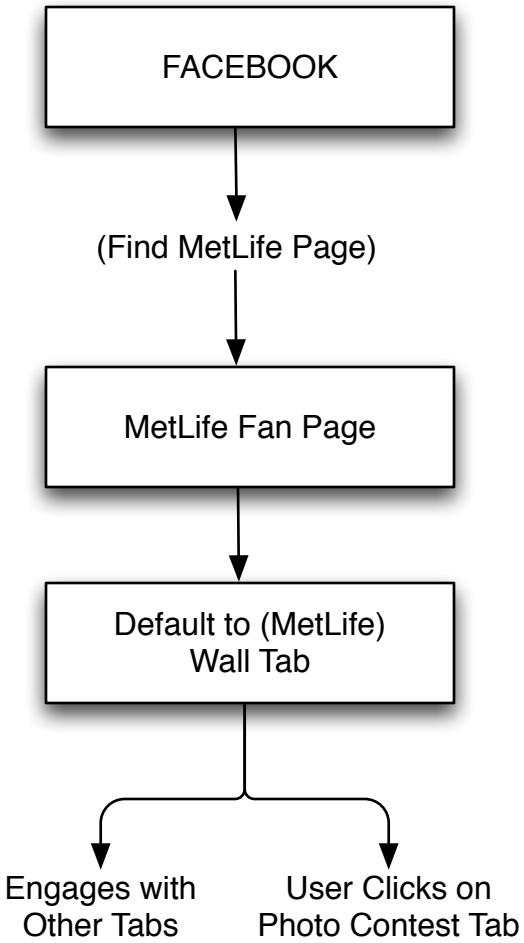 FACEBOOK
(Find MetLife Page)
MetLife Fan Page
Default to (MetLife)
Wall Tab
Engages with
Other Tabs
User Clicks on
Photo Contest Tab